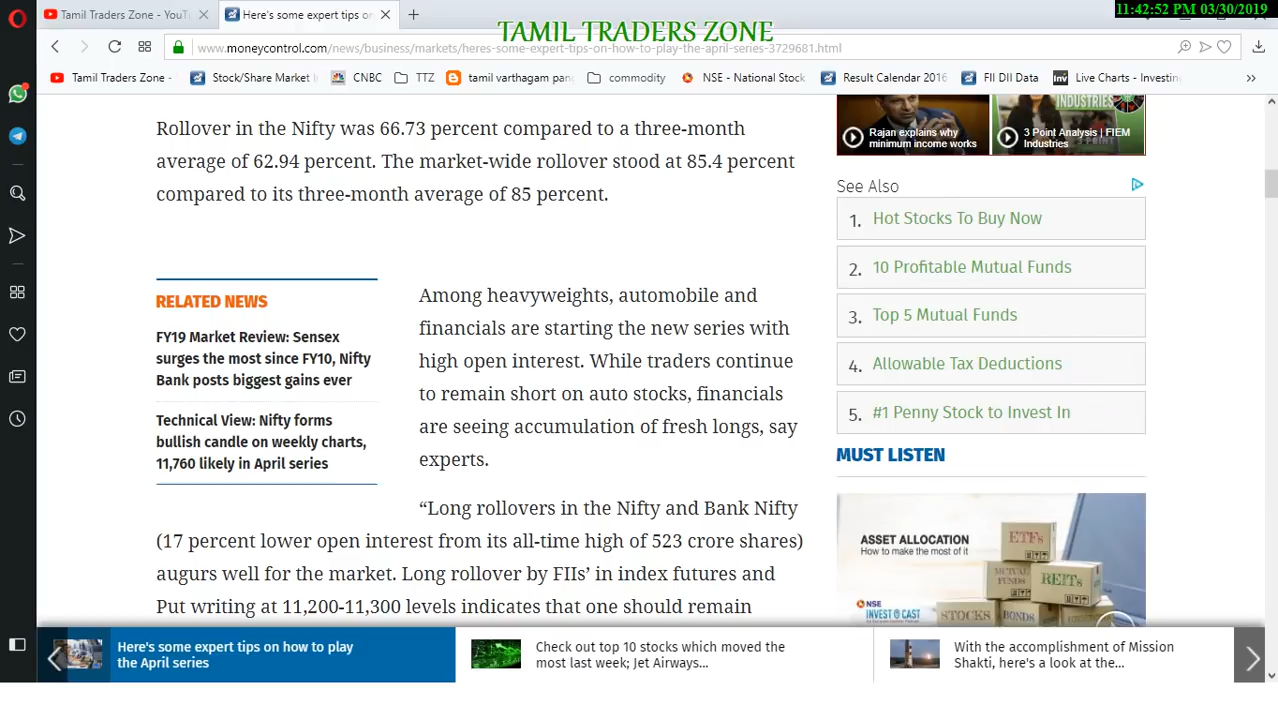 11:42:52 PM 03/30/2019
Tamil Traders Zone - YouT
Here's some expert tips on
TAMIL TRADERS ZONE
www.moneycontrol.com/news/business/markets/heres-some-expert-tips-on-how-to-play-the-april-series-3729681.html
Tamil Traders Zone -
Stock/Share Market I
CNBC
TTZ
tamil varthagam pan
commodity
NSE - National Stock
Result Calendar 2016
FII DII Data
Inv
Live Charts - Investin
Rollover in the Nifty was 66.73 percent compared to a three-month
average of 62.94 percent. The market-wide rollover stood at 85.4 percent
compared to its three-month average of 85 percent.
RELATED NEWS
FY19 Market Review: Sensex
surges the most since FY10, Nifty
Bank posts biggest gains ever
Technical View: Nifty forms
bullish candle on weekly charts,
11,760 likely in April series
Among heavyweights, automobile and
financials are starting the new series with
high open interest. While traders continue
to remain short on auto stocks, financials
are seeing accumulation of fresh longs, say
experts.
“Long rollovers in the Nifty and Bank Nifty
(17 percent lower open interest from its all-time high of 523 crore shares)
augurs well for the market. Long rollover by FIIs’ in index futures and
Put writing at 11,200-11,300 levels indicates that one should remain
INDUSTRIES
Rajan explains why
minimum income works
3 Point Analysis | FIEM
Industries
See Also
1. Hot Stocks To Buy Now
2. 10 Profitable Mutual Funds
3. Top 5 Mutual Funds
4. Allowable Tax Deductions
5. #1 Penny Stock to Invest In
MUST LISTEN
ASSET ALLOCATION
How to make the most of it
ETFs
MUTUAL
FUNDS
REITs
STOCKS
BONDS
NSE
INVEST CAST
Here's some expert tips on how to play
the April series
Check out top 10 stocks which moved the
most last week; Jet Airways...
With the accomplishment of Mission
Shakti, here's a look at the...